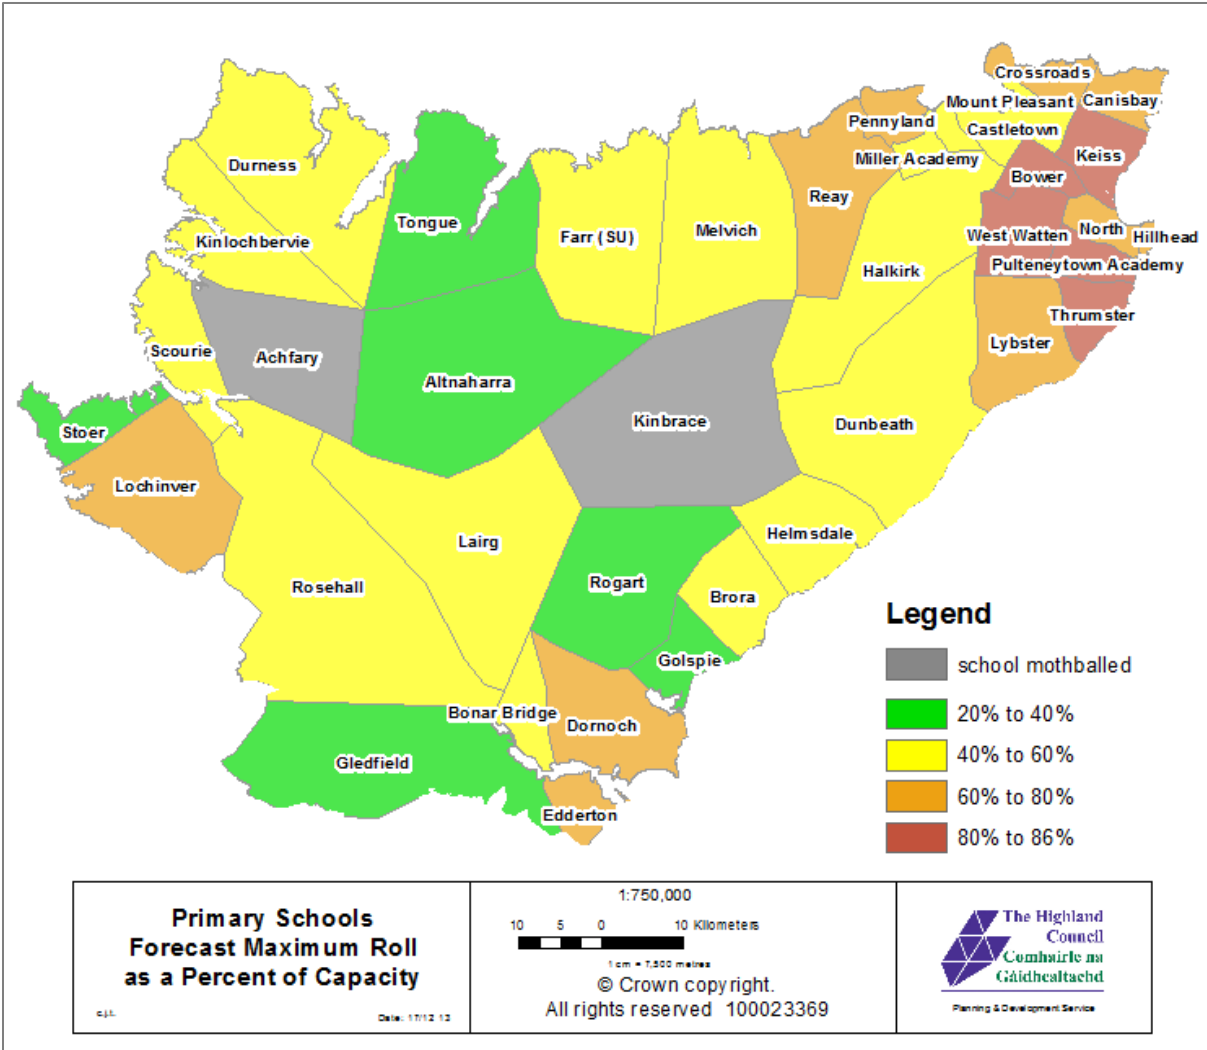 Crossroads
Mount Pleasant
Canisbay
Pennyland
Castletown
Miller Academy
Keiss
Durness
Bower
Reay
Tongue
Melvich
North
Farr (SU)
West Watten
Hillhead
Kinlochbervie
Pulteneytown Academy
Halkirk
Thrumster
Lybster
Scourie
Achfary
Altnaharra
Kinbrace
Dunbeath
Stoer
Lochinver
Helmsdale
Lairg
Rogart
Rosehall
Brora
Golspie
Bonar Bridge
Dornoch
Gledfield
Edderton
Legend
school mothballed
20% to 40%
40% to 60%
60% to 80%
80% to 86%
Primary Schools
Forecast Maximum Roll
as a Percent of Capacity
c.j.t.
Date: 17/12 13
1:750,000
10 5 0 10 Kilometers
1 cm = 7,500 metres
© Crown copyright.
All rights reserved 100023369
The Highland
Council
Comhairle na
Gàidhealtachd
Planning & Development Service